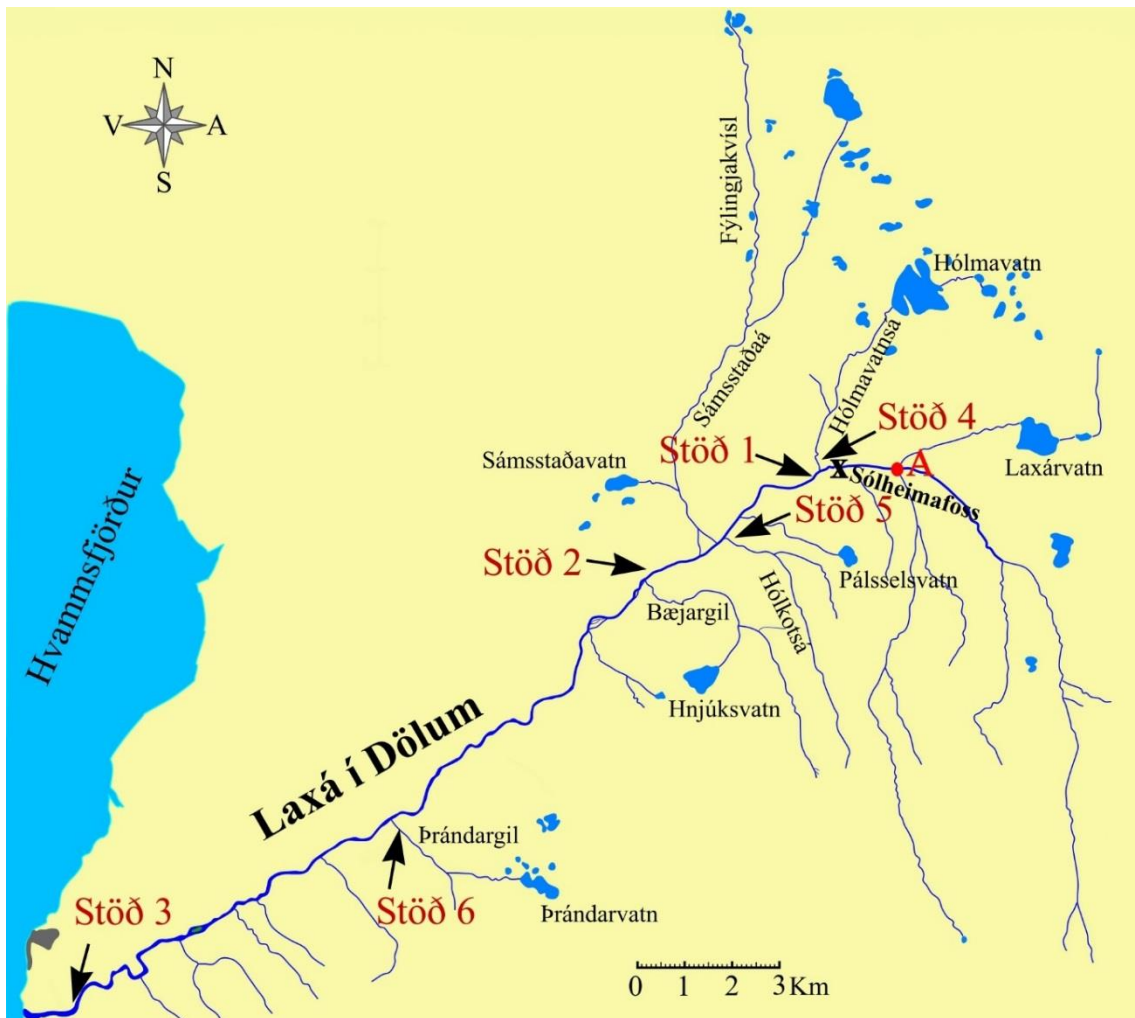 N
V A
S
Fýlingjakvísl
Hólmavatn
Sámsstaðaá
Hólmavatnsá
Stöð 4
Stöð 1
Sámsstaðavatn
A
Laxárvatn
x
Sólheimafoss
Stöð 5
Stöð 2
Pálsselsvatn
Hvammsfjörður
Bæjargil
Hólkotsá
Hnjúksvatn
Laxá í Dölum
Þrándargil
Stöð 3
Stöð 6
Þrándarvatn
0 1 2 3 Km